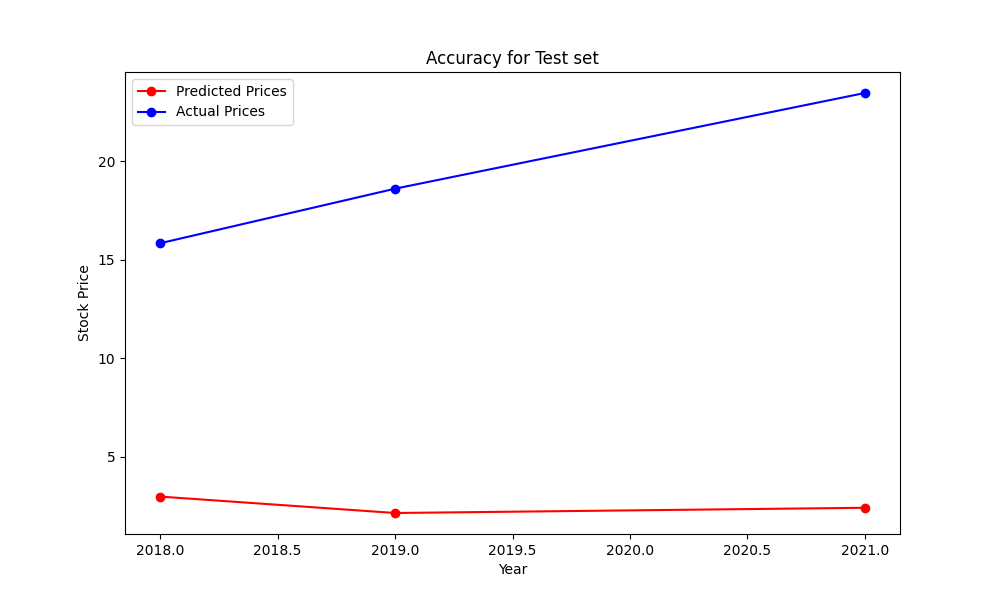 Accuracy for Test set
Predicted Prices
Actual Prices
20
15
10
5
Stock Price
2018.0 2018.5 2019.0 2019.5 2020.0 2020.5 2021.0
Year